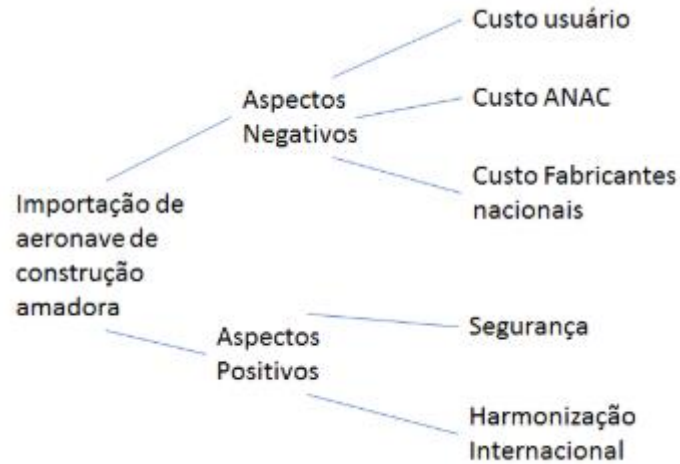 Importação de
aeronave de
construção
amadora
Aspectos
Negativos
Custo usuário
Custo ANAC
Custo Fabricantes
nacionais
Aspectos
Positivos
Segurança
Harmonização
Internacional